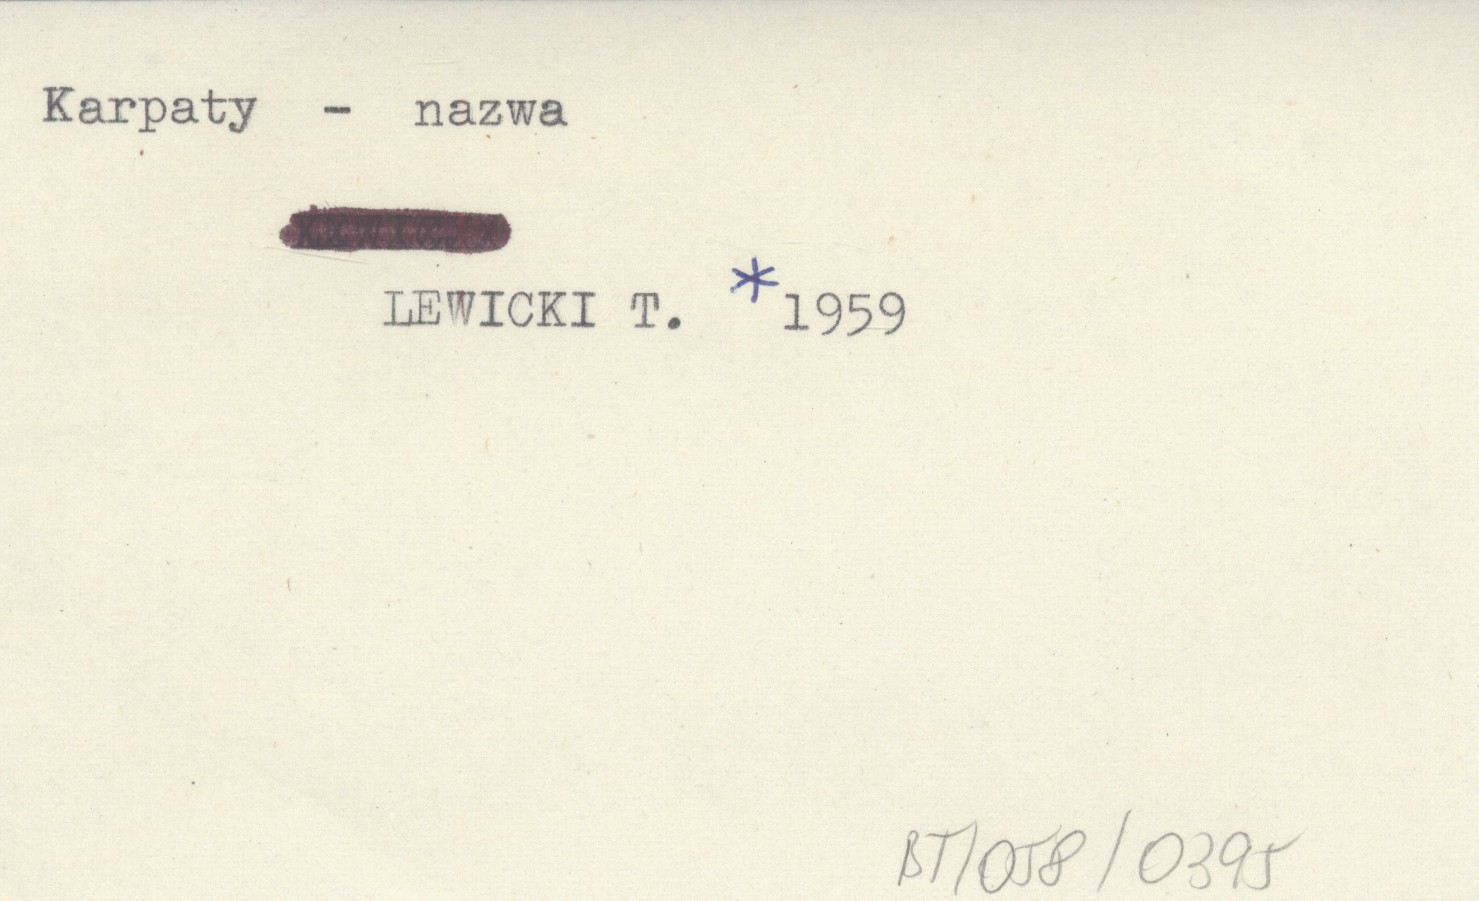 Karpaty - nazwa
LEWICKI T. *1959
BT/058/0395